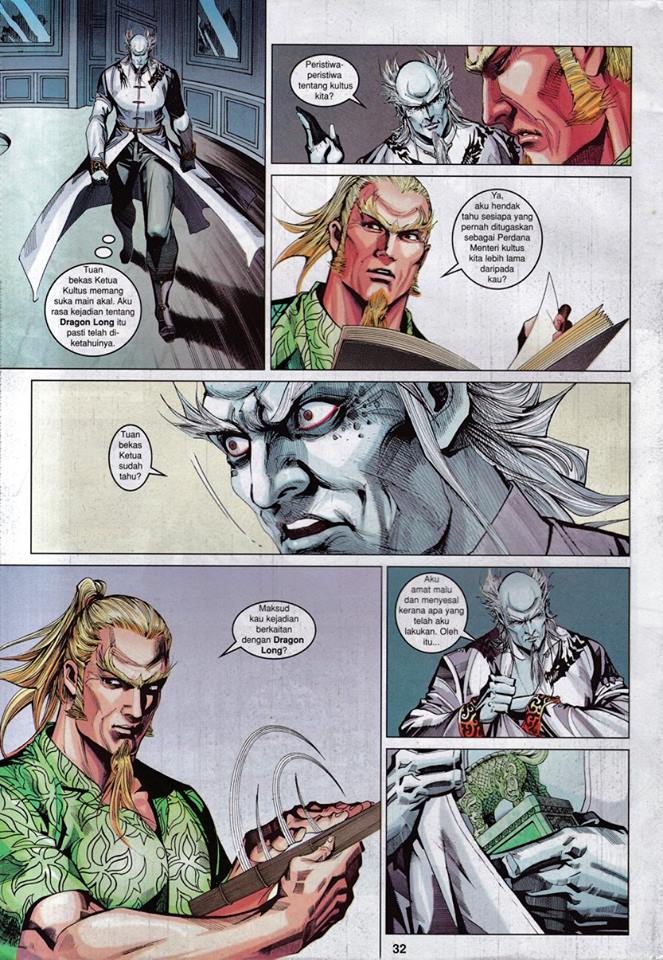 Tuan
bekas Ketua
Kultus memang
suka main akal. Aku
rasa kejadian tentang
Dragon Long itu
pasti telah di-
ketahuinya.
Peristiwa-
peristiwa
tentang kultus
kita?
Ya,
aku hendak
tahu sesiapa yang
pernah ditugaskan
sebagai Perdana
Menteri kultus
kita lebih lama
daripada
kau?
Tuan
bekas
Ketua
sudah
tahu?
Maksud
kau kejadian
berkaitan
dengan Dragon
Long?
Aku
amat malu
dan menyesal
kerana apa yang
telah aku
lakukan. Oleh
itu...
32